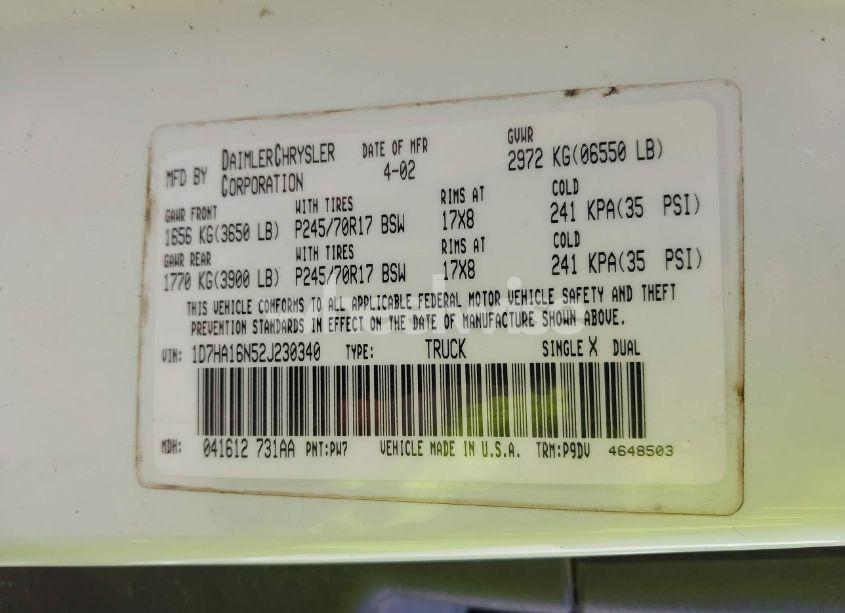 MFD BY DAIMLERCHRYSLER CORPORATION DATE OF MFR 4-02 GVWR 2972 KG(06550 LB)
GAWR FRONT WITH TIRES RIMS AT COLD
1656 KG(3650 LB) P245/70R17 BSW 17X8 241 KPA(35 PSI)
GAWR REAR WITH TIRES RIMS AT COLD
1770 KG(3900 LB) P245/70R17 BSW 17X8 241 KPA(35 PSI)
THIS VEHICLE CONFORMS TO ALL APPLICABLE FEDERAL MOTOR VEHICLE SAFETY AND THEFT
PREVENTION STANDARDS IN EFFECT ON THE DATE OF MANUFACTURE SHOWN ABOVE.
VIN: 1D7HA16N52J230340 TYPE: TRUCK SINGLE X DUAL
MDH: 041612 731AA PNT:PW7 VEHICLE MADE IN U.S.A. TRM:P9DV 4648503